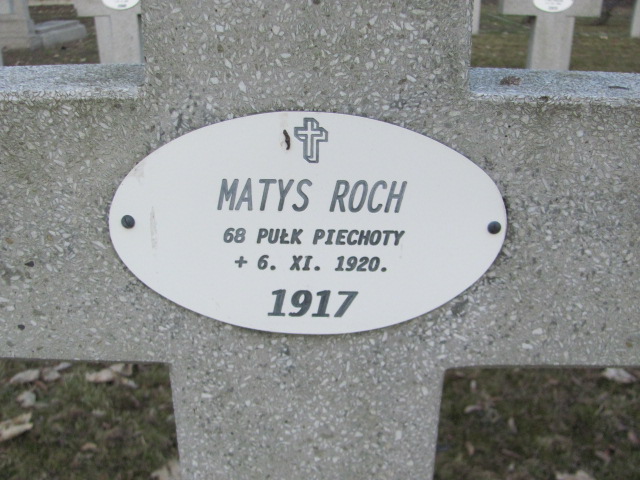 MATYS ROCH
68 PUŁK PIECHOTY
+ 6. XI. 1920.
1917